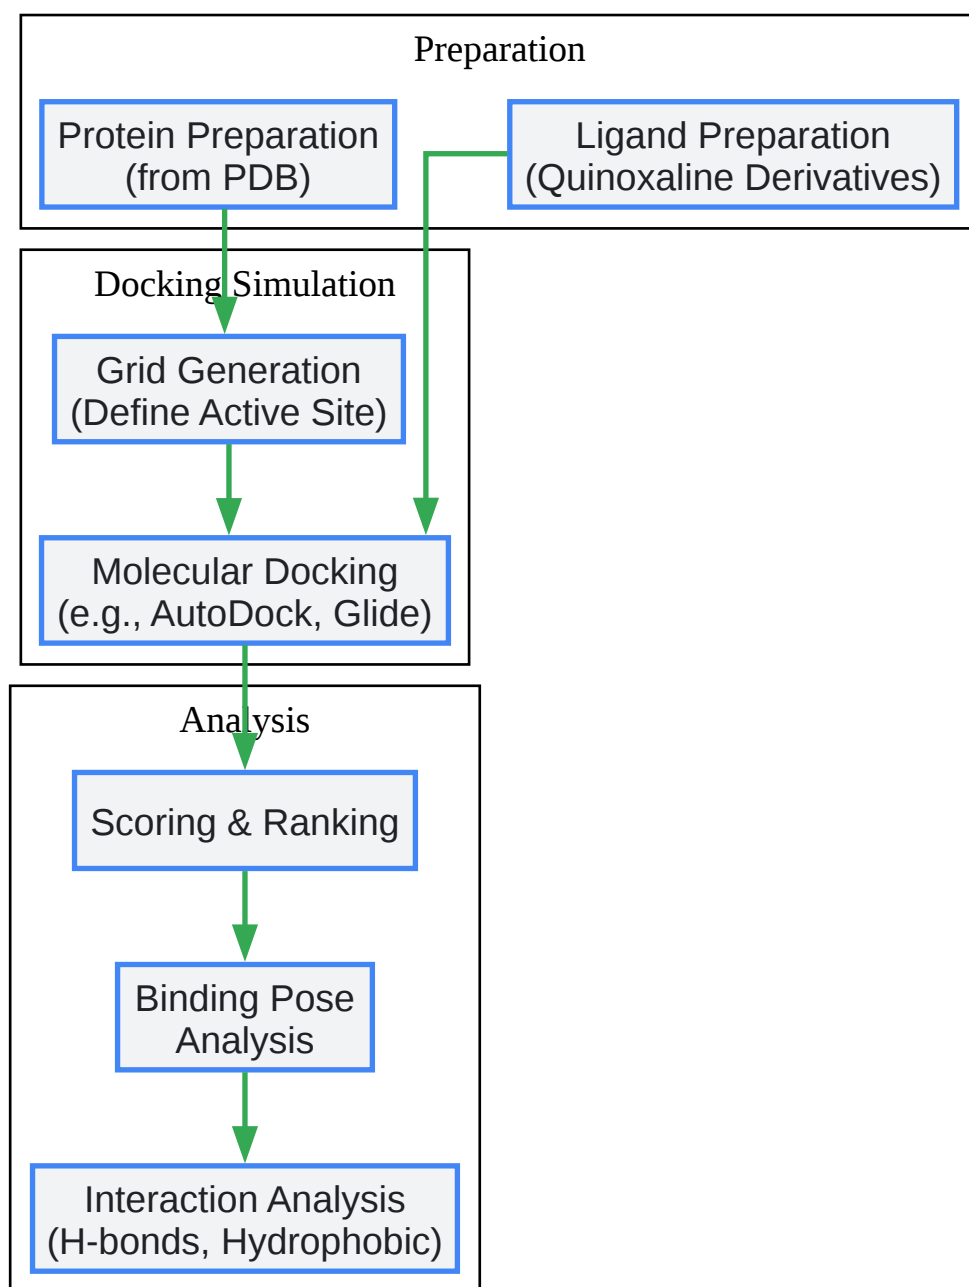 Preparation
Protein Preparation
(from PDB)
Ligand Preparation
(Quinoxaline Derivatives)
Docking Simulation
Grid Generation
(Define Active Site)
Molecular Docking
(e.g., AutoDock, Glide)
Analysis
Scoring & Ranking
Binding Pose
Analysis
Interaction Analysis
(H-bonds, Hydrophobic)